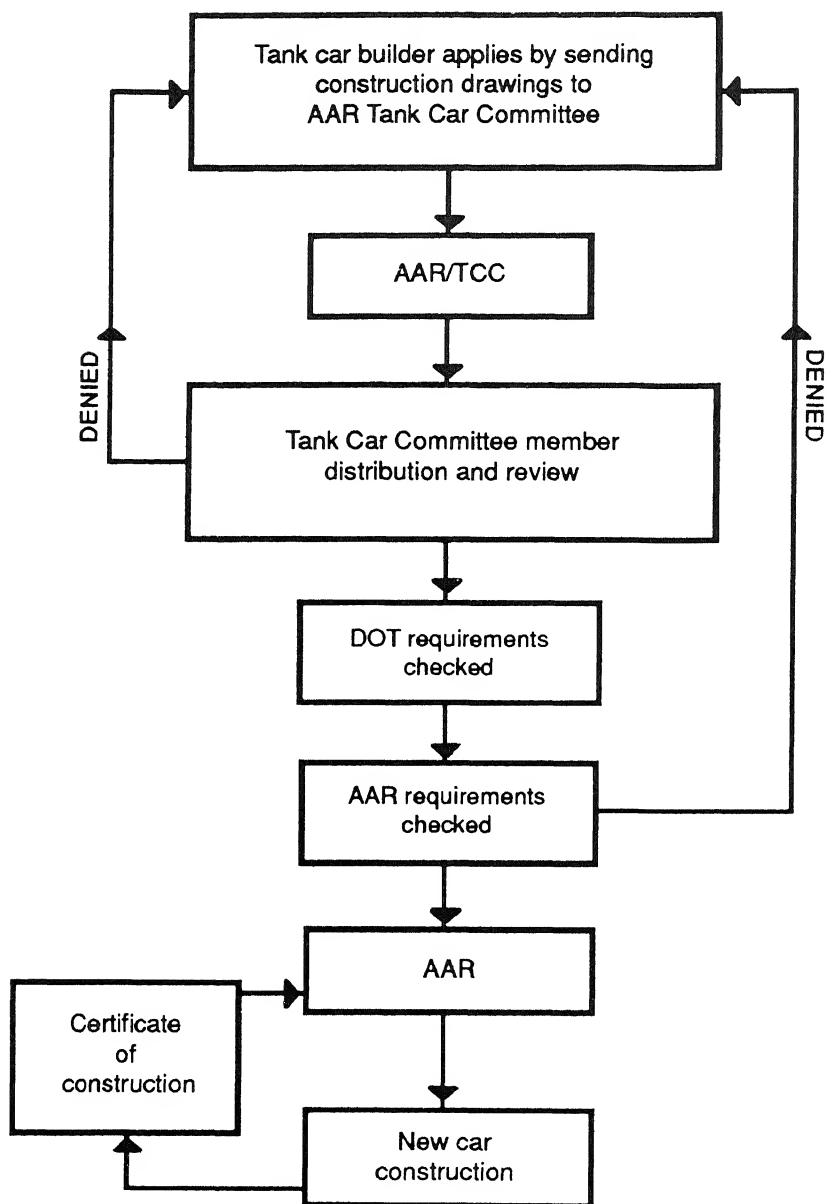 Tank car builder applies by sending
construction drawings to
AAR Tank Car Committee
AAR/TCC
DENIED
DENIED
Tank Car Committee member
distribution and review
DOT requirements
checked
AAR requirements
checked
AAR
Certificate
of
construction
New car
construction